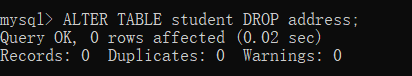 mysql> ALTER TABLE student DROP address;
Query OK, 0 rows affected (0.02 sec)
Records: 0  Duplicates: 0  Warnings: 0